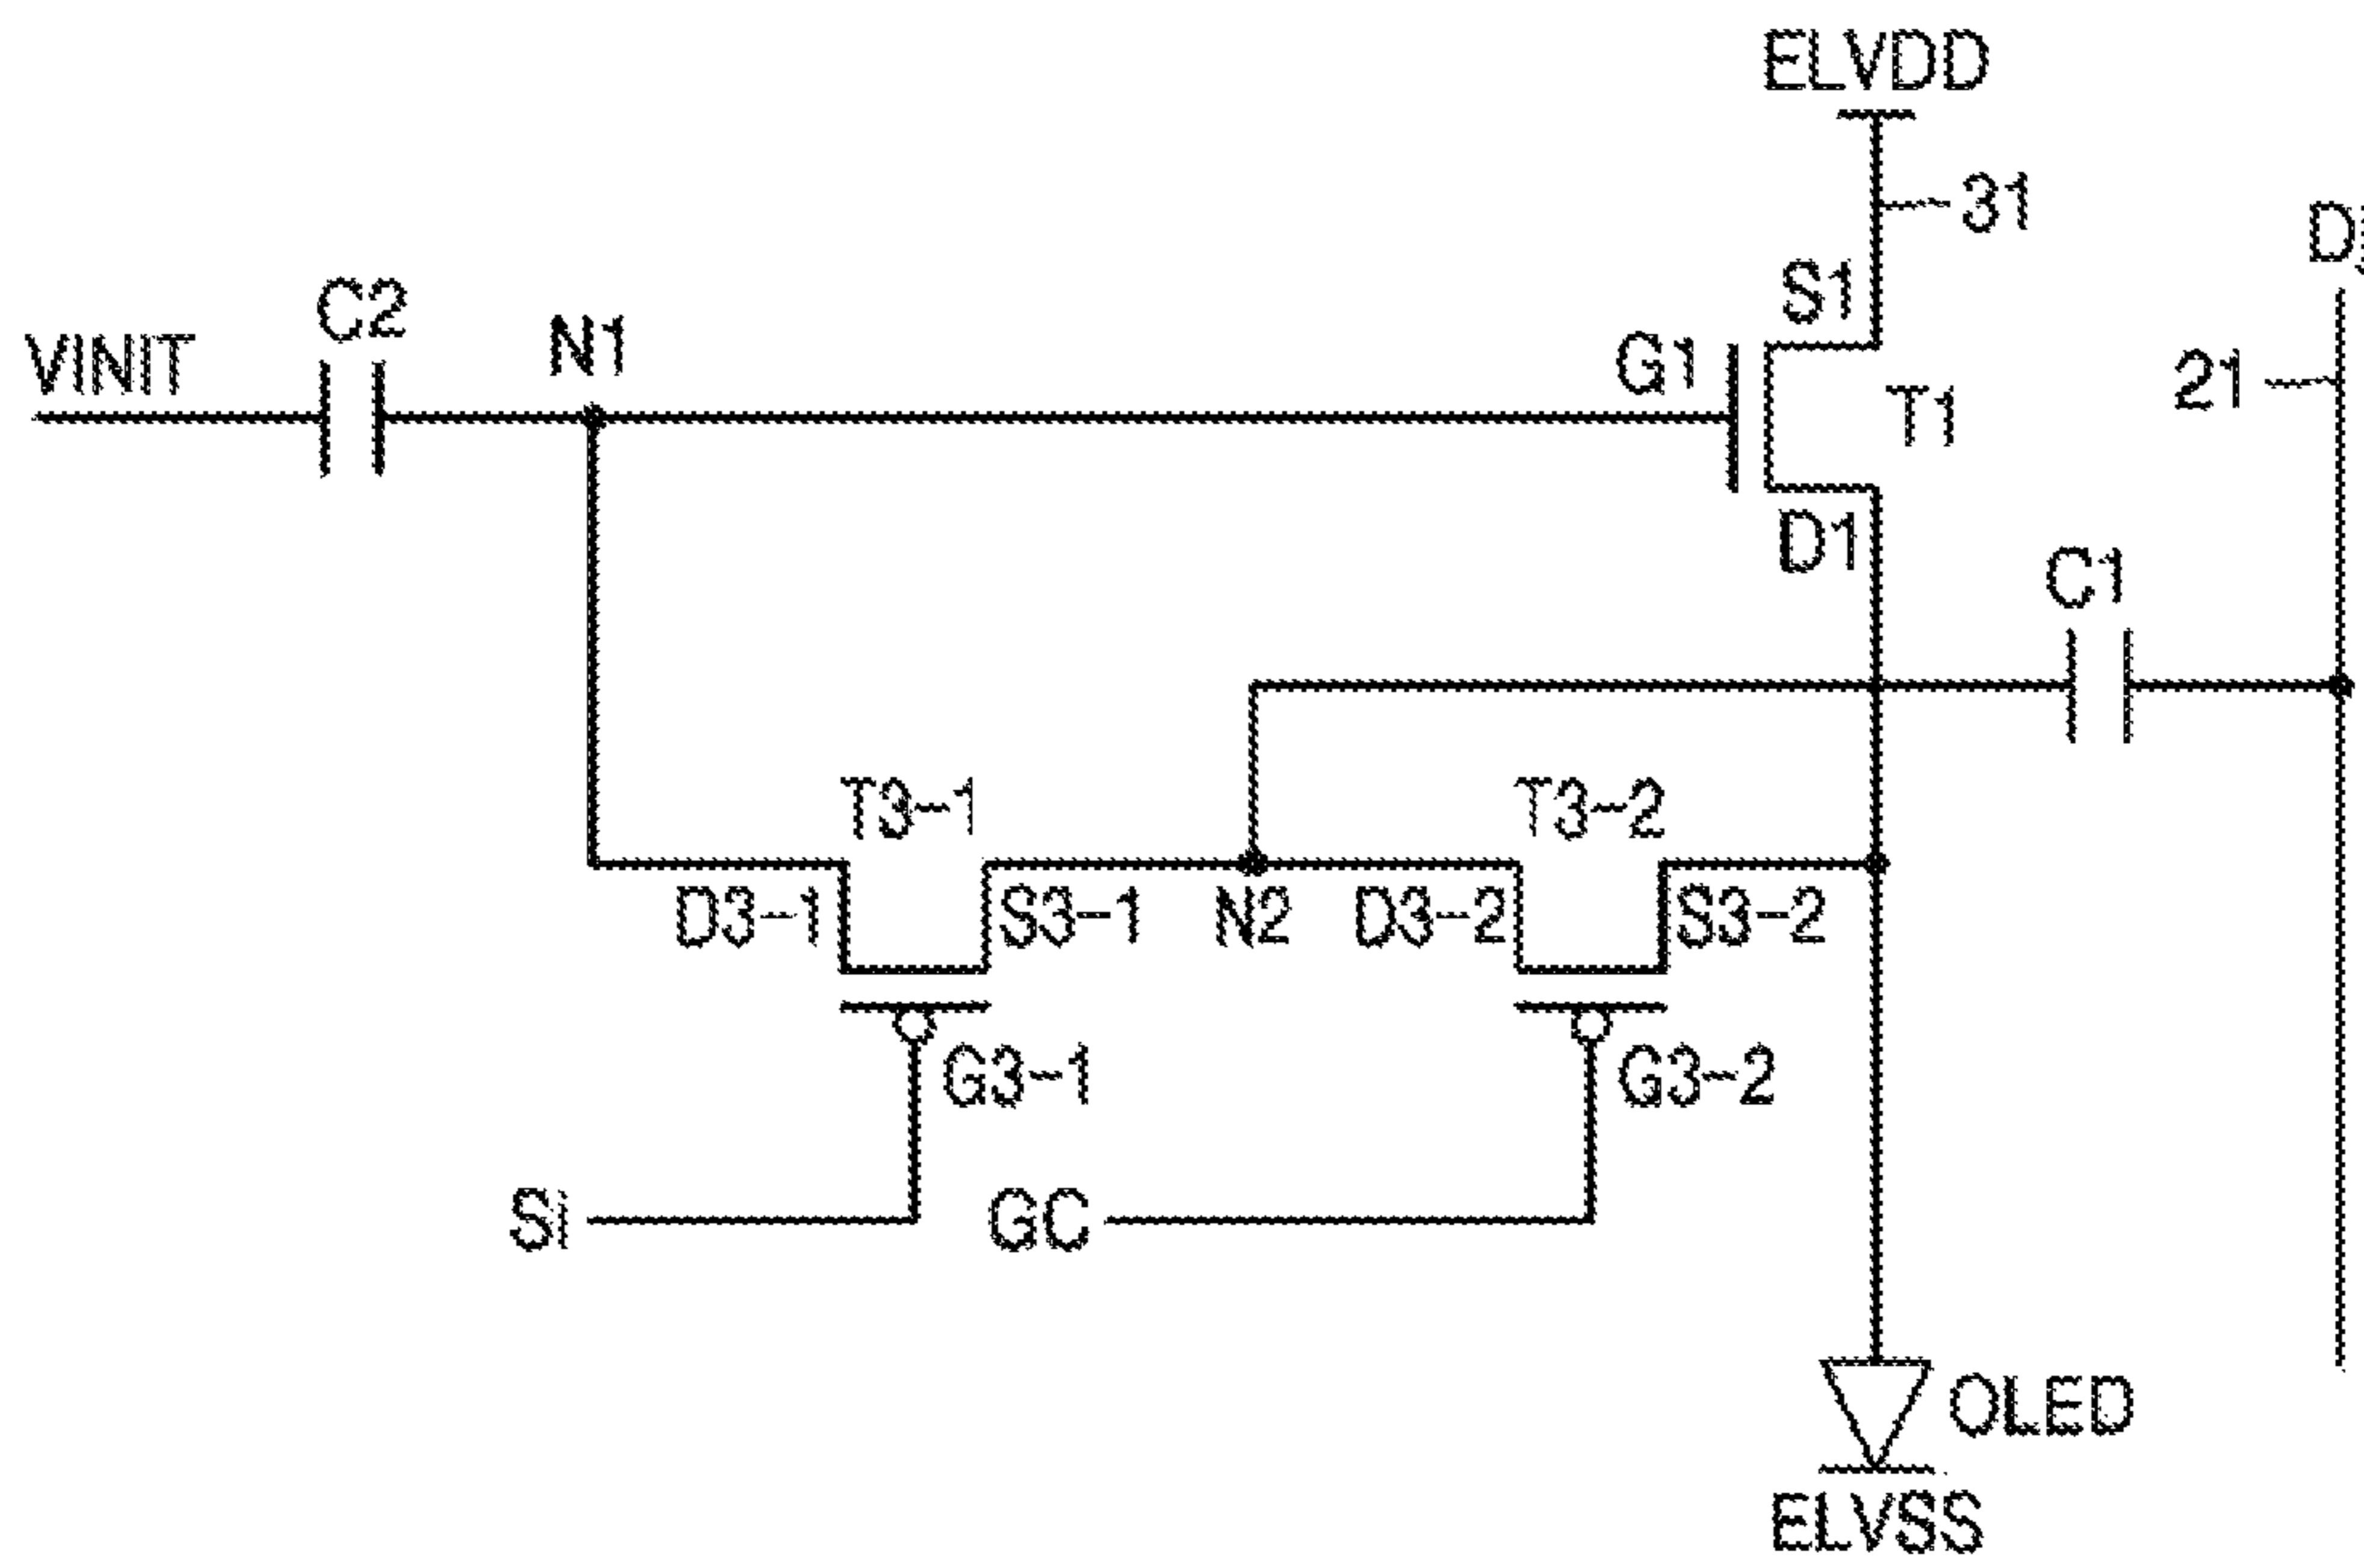 ELVDD
31
S1
C2
N1
G1
VINIT
T1
21
D1
C1
T3-1
T3-2
D3-1
S3-1
N2
D3-2
S3-2
G3-1
G3-2
Si
GC
OLED
ELVSS